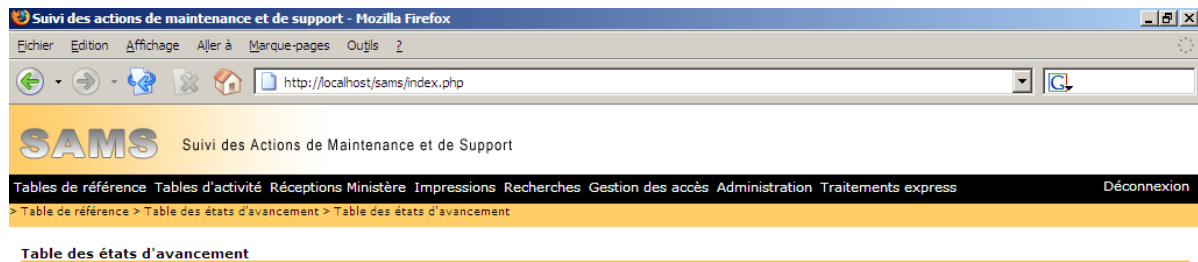 Suivi des actions de maintenance et de support - Mozilla Firefox
Fichier Edition Affichage Aller à Marque-pages Outils ?
http://localhost/sams/index.php
G
SAMS Suivi des Actions de Maintenance et de Support
Tables de référence Tables d'activité Réceptions Ministère Impressions Recherches Gestion des accès Administration Traitements express Déconnexion
> Table de référence > Table des états d'avancement > Table des états d'avancement
Table des états d'avancement